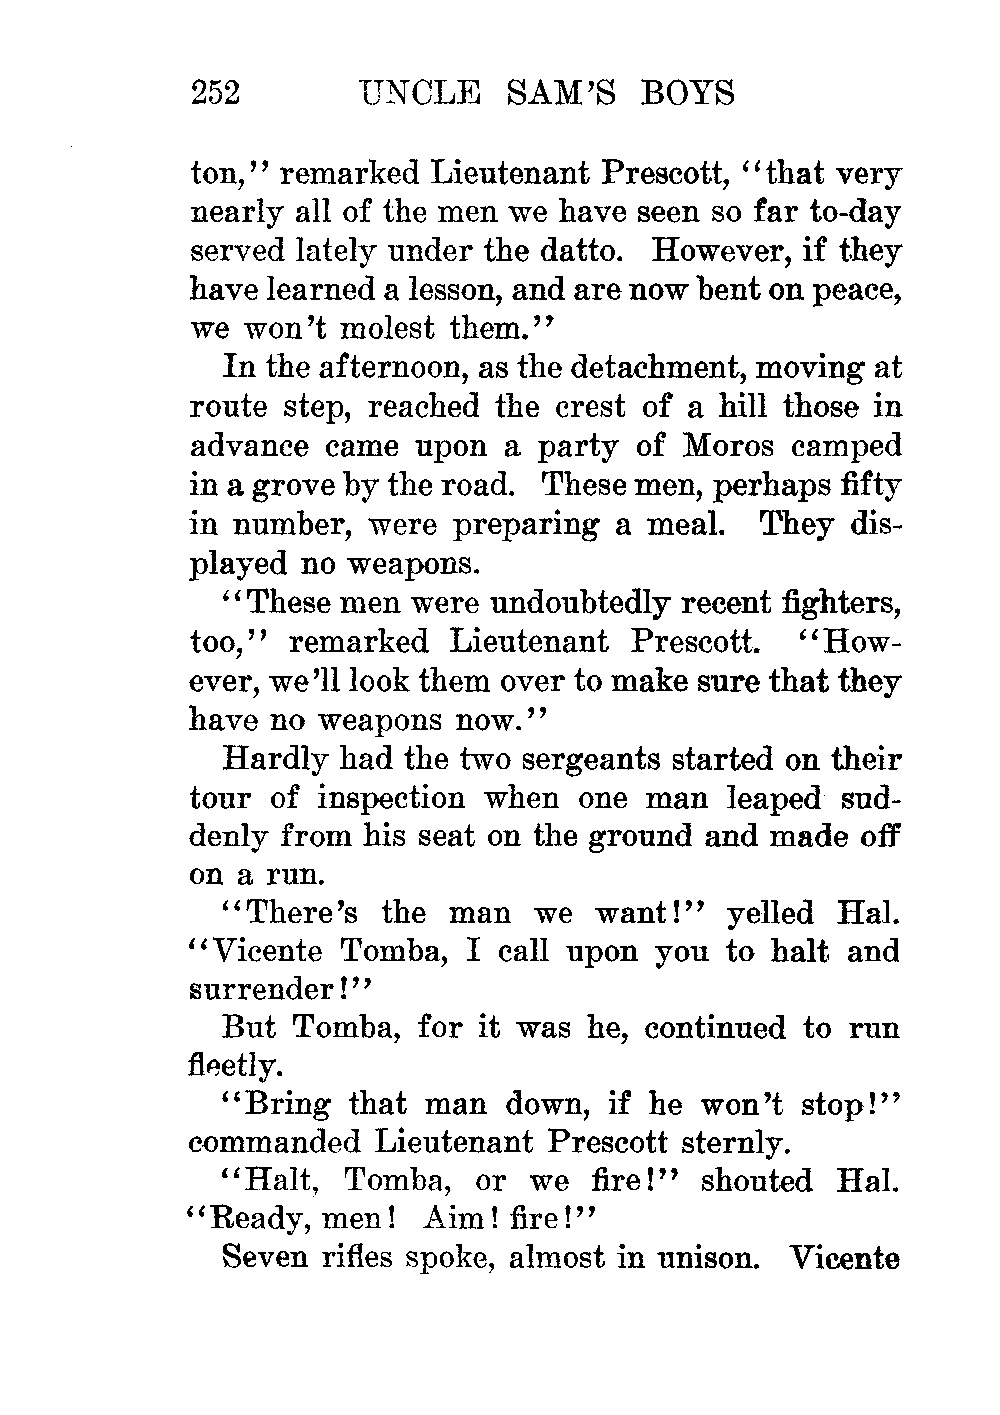 252 UNCLE SAM'S BOYS
ton," remarked Lieutenant Prescott, "that very
nearly all of the men we have seen so far to-day
served lately under the datto. However, if they
have learned a lesson, and are now bent on peace,
we won't molest them."
In the afternoon, as the detachment, moving at
route step, reached the crest of a hill those in
advance came upon a party of Moros camped
in a grove by the road. These men, perhaps fifty
in number, were preparing a meal. They dis-
played no weapons.
"These men were undoubtedly recent fighters,
too," remarked Lieutenant Prescott. "How-
ever, we'll look them over to make sure that they
have no weapons now."
Hardly had the two sergeants started on their
tour of inspection when one man leaped sud-
denly from his seat on the ground and made off
on a run.
"There's the man we want!" yelled Hal.
"Vicente Tomba, I call upon you to halt and
surrender!"
But Tomba, for it was he, continued to run
fleetly.
"Bring that man down, if he won't stop!"
commanded Lieutenant Prescott sternly.
"Halt, Tomba, or we fire!" shouted Hal.
"Ready, men! Aim! fire!"
Seven rifles spoke, almost in unison. Vicente